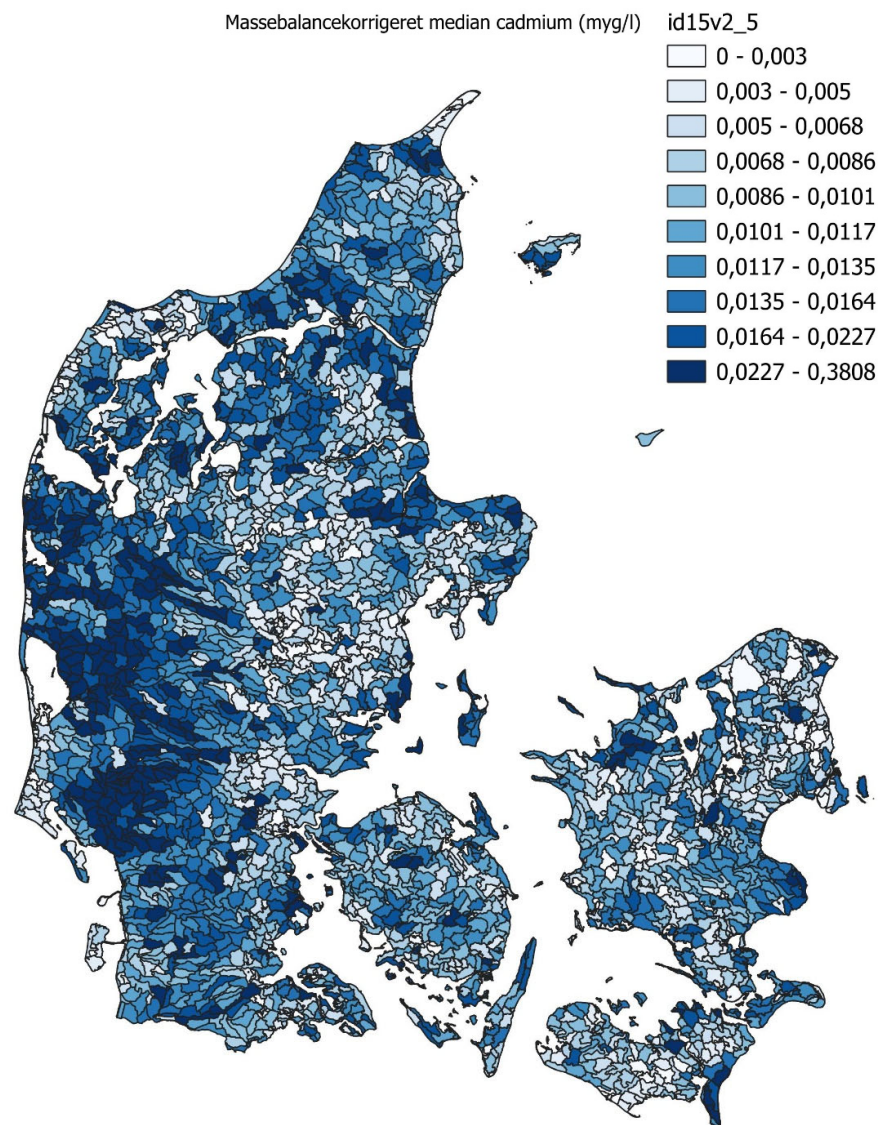 Massebalancekorrigeret median cadmium (myg/l) id15v2_5
0 - 0,003
0,003 - 0,005
0,005 - 0,0068
0,0068 - 0,0086
0,0086 - 0,0101
0,0101 - 0,0117
0,0117 - 0,0135
0,0135 - 0,0164
0,0164 - 0,0227
0,0227 - 0,3808